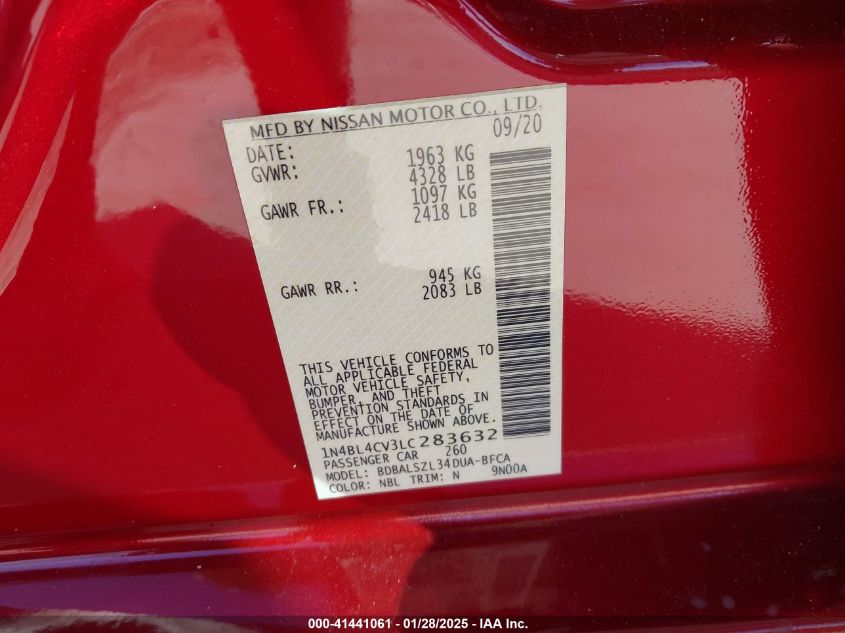 MFD BY NISSAN MOTOR CO., LTD.
DATE: 09/20
GVWR: 1963 KG
4328 LB
GAWR FR.: 1097 KG
2418 LB
GAWR RR.: 945 KG
2083 LB
THIS VEHICLE CONFORMS TO
ALL APPLICABLE FEDERAL
MOTOR VEHICLE SAFETY,
BUMPER, AND THEFT
PREVENTION STANDARDS IN
EFFECT ON THE DATE OF
MANUFACTURE SHOWN ABOVE.
1N4BL4CV3LC283632
PASSENGER CAR 260
MODEL: BDBALSZL34DUA-BFCA
COLOR: NBL TRIM: N 9N00A
000-41441061 / 01/28/2025 - IAA Inc.